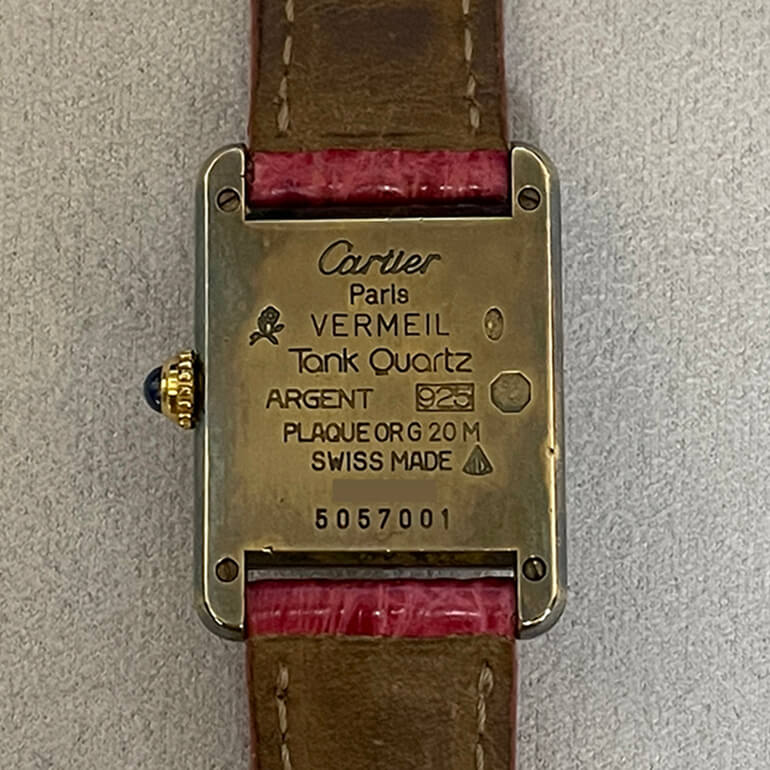 Cartier
Paris
VERMEIL
Tank Quartz
ARGENT 925
PLAQUE OR G 20 M
SWISS MADE
5057001